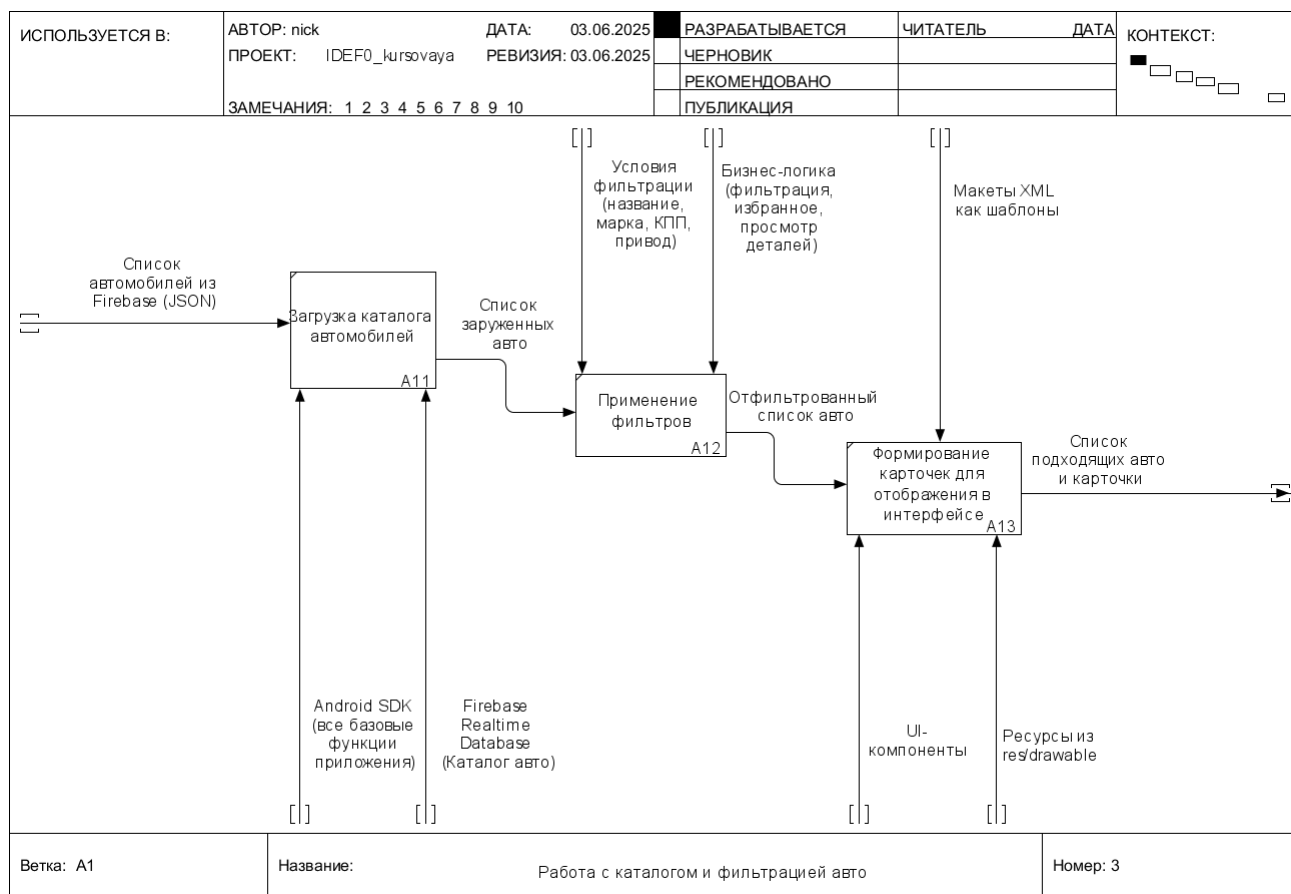 ИСПОЛЬЗУЕТСЯ В:
АВТОР: nick
ДАТА: 03.06.2025
ПРОЕКТ: IDEF0_kursovaya
РЕВИЗИЯ: 03.06.2025
ЗАМЕЧАНИЯ: 1 2 3 4 5 6 7 8 9 10
РАЗРАБАТЫВАЕТСЯ
ЧЕРНОВИК
РЕКОМЕНДОВАНО
ПУБЛИКАЦИЯ
ЧИТАТЕЛЬ
ДАТА
КОНТЕКСТ:
Условия
фильтрации
(название,
марка, КПП,
привод)
Бизнес-логика
(фильтрация,
избранное,
просмотр
деталей)
Макеты XML
как шаблоны
Список
автомобилей из
Firebase (JSON)
Загрузка каталога
автомобилей
A11
Список
заруженных
авто
Применение
фильтров
A12
Отфильтрованный
список авто
Формирование
карточек для
отображения в
интерфейсе
A13
Список
подходящих авто
и карточки
Android SDK
(все базовые
функции
приложения)
Firebase
Realtime
Database
(Каталог авто)
UI-
компоненты
Ресурсы из
res/drawable
Ветка: A1
Название:
Работа с каталогом и фильтрацией авто
Номер: 3